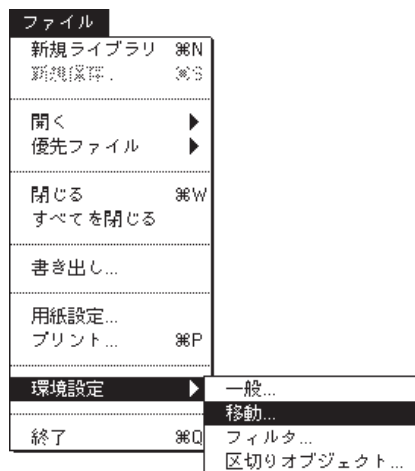 ファイル
新規ライブラリ ⌘N
⌘S
開く ▶
優先ファイル ▶
閉じる ⌘W
すべてを閉じる
書き出し...
用紙設定...
プリント... ⌘P
環境設定 ▶
一般...
移動...
終了 ⌘Q
フィルタ...
区切りオブジェクト...